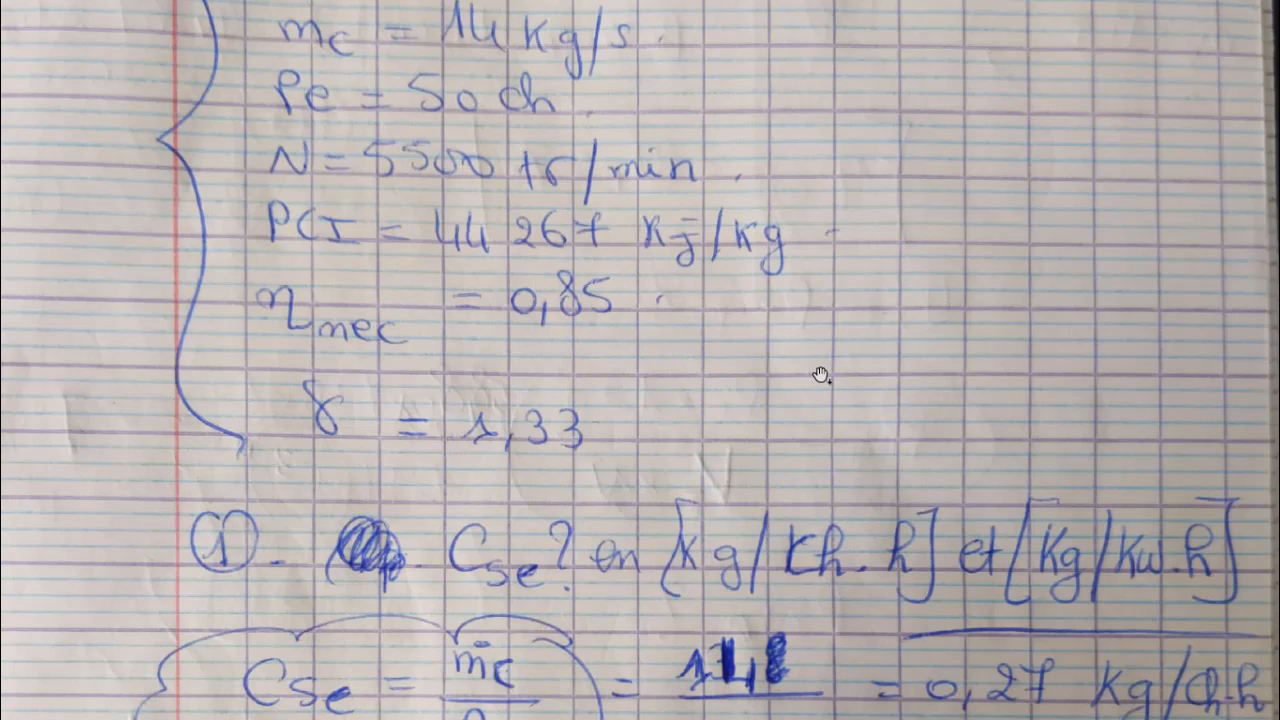 mc = 14 kg/s.
Pe = 50 ch.
N = 5500 tr/min.
PCI = 44 267 KJ/Kg
ηmec = 0,85.
γ = 1,33
①- Cse? en [Kg/ch.h] et [Kg/Kw.h]
Cse = ṁc = = 0,27 Kg/ch.h